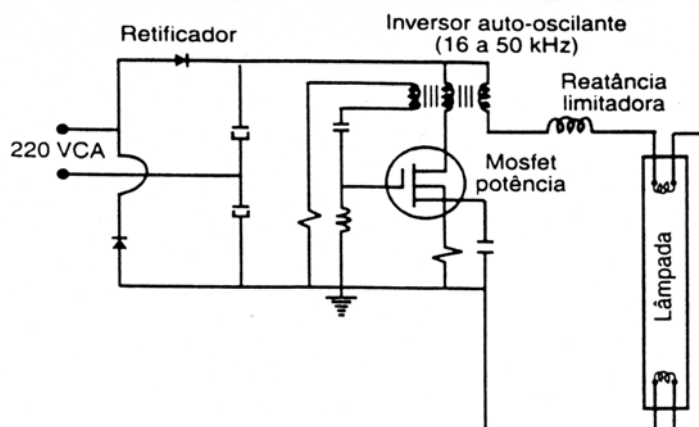 Retificador
Inversor auto-oscilante
(16 a 50 kHz)
Reatância
limitadora
220 VCA
Mosfet
potência
Lâmpada